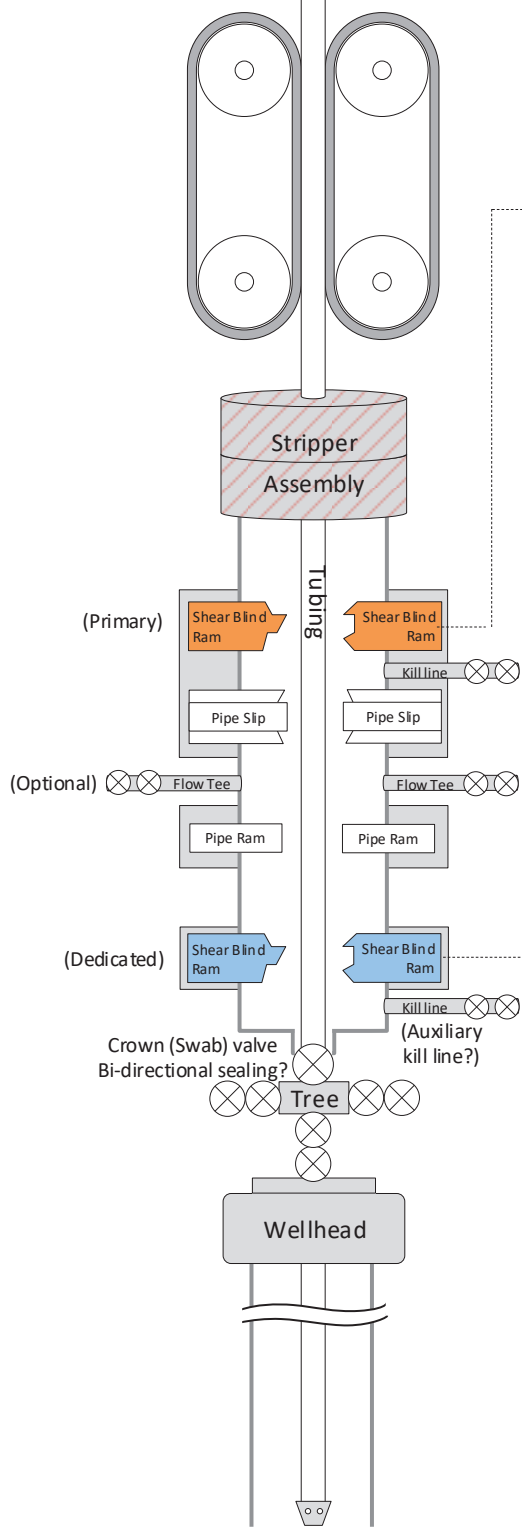 Stripper
Assembly
Tubing
(Primary)
Shear Blind
Ram
Shear Blind
Ram
Kill line
Pipe Slip
Pipe Slip
(Optional)
Flow Tee
Flow Tee
Pipe Ram
Pipe Ram
(Dedicated)
Shear Blind
Ram
Shear Blind
Ram
Kill line
(Auxiliary
kill line?)
Crown (Swab) valve
Bi-directional sealing?
Tree
Wellhead